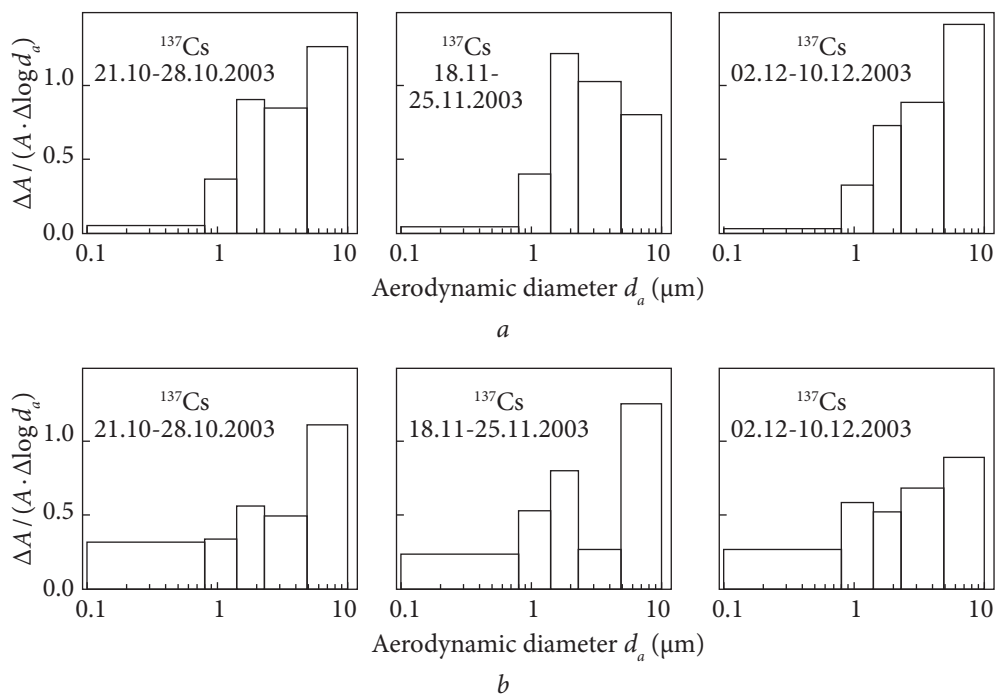 ΔA / (A · Δlog dₐ)
1.0
0.5
0.0
¹³⁷Cs
21.10-28.10.2003
0.1
1
10
¹³⁷Cs
18.11-
25.11.2003
0.1
1
10
¹³⁷Cs
02.12-10.12.2003
0.1
1
10
Aerodynamic diameter dₐ (µm)
a
ΔA / (A · Δlog dₐ)
1.0
0.5
0.0
¹³⁷Cs
21.10-28.10.2003
0.1
1
10
¹³⁷Cs
18.11-25.11.2003
0.1
1
10
¹³⁷Cs
02.12-10.12.2003
0.1
1
10
Aerodynamic diameter dₐ (µm)
b